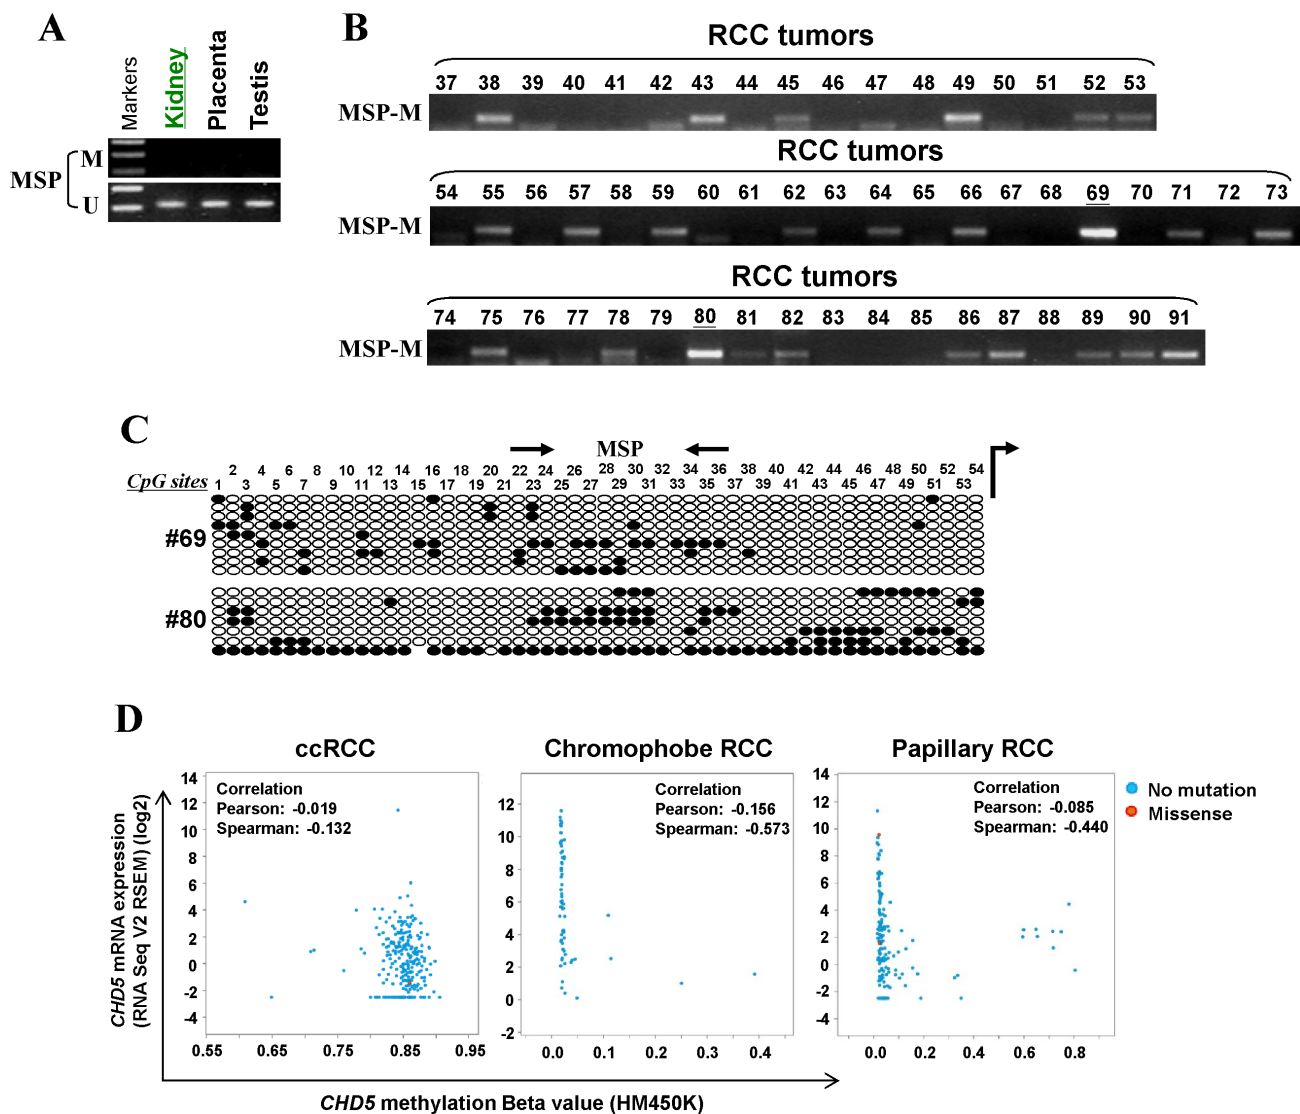 A
Markers
Kidney
Placenta
Testis
MSP
M
U
B
RCC tumors
37 38 39 40 41 42 43 44 45 46 47 48 49 50 51 52 53
MSP-M
RCC tumors
54 55 56 57 58 59 60 61 62 63 64 65 66 67 68 69 70 71 72 73
MSP-M
RCC tumors
74 75 76 77 78 79 80 81 82 83 84 85 86 87 88 89 90 91
MSP-M
C
MSP
2 4 6 8 10 12 14 16 18 20 22 24 26 28 30 32 34 36 38 40 42 44 46 48 50 52 54
CpG sites
1 3 5 7 9 11 13 15 17 19 21 23 25 27 29 31 33 35 37 39 41 43 45 47 49 51 53
#69
#80
D
ccRCC
Correlation
Pearson: -0.019
Spearman: -0.132
14
12
10
8
6
4
2
0
-2
-4
0.55 0.65 0.75 0.85 0.95
Chromophobe RCC
Correlation
Pearson: -0.156
Spearman: -0.573
12
10
8
6
4
2
0
-2
0.0 0.1 0.2 0.3 0.4
Papillary RCC
Correlation
Pearson: -0.085
Spearman: -0.440
14
12
10
8
6
4
2
0
-2
-4
0.0 0.2 0.4 0.6 0.8
No mutation
Missense
CHD5 mRNA expression
(RNA Seq V2 RSEM) (log2)
CHD5 methylation Beta value (HM450K)